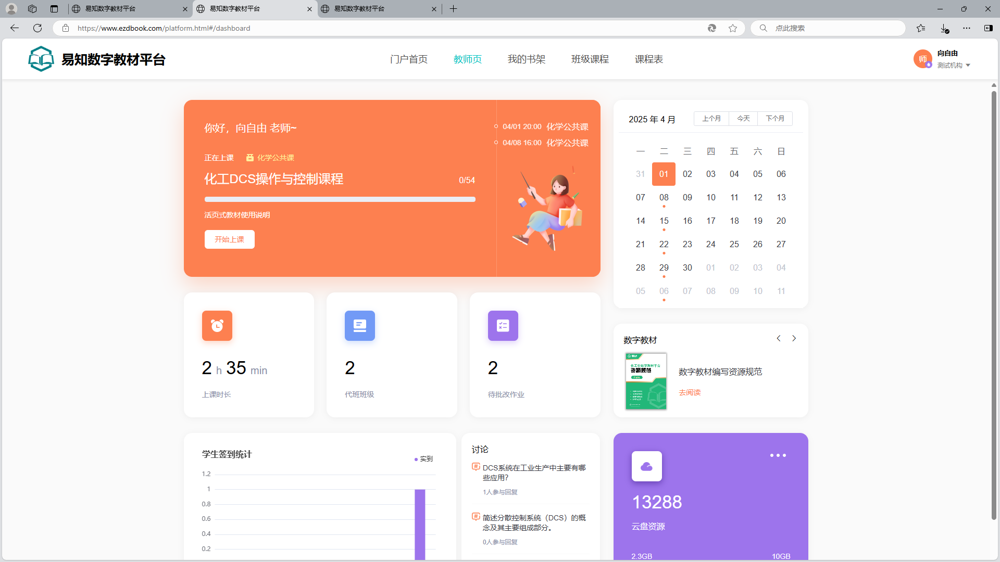 易知数字教材平台
易知数字教材平台
易知数字教材平台
https://www.ezdbook.com/platform.html#/dashboard
点此搜索
易知数字教材平台
门户首页
教师页
我的书架
班级课程
课程表
师
向自由
测试机构
你好，向自由 老师~
正在上课
化学公共课
化工DCS操作与控制课程
0/54
活页式教材使用说明
开始上课
04/01 20:00 化学公共课
04/08 16:00 化学公共课
2025 年 4 月
上个月
今天
下个月
一 二 三 四 五 六 日
31 01 02 03 04 05 06
07 08 09 10 11 12 13
14 15 16 17 18 19 20
21 22 23 24 25 26 27
28 29 30 01 02 03 04
05 06 07 08 09 10 11
2 h 35 min
上课时长
2
代班班级
2
待批改作业
数字教材
资源规范
数字教材编写资源规范
去阅读
学生签到统计
实到
1.2
1
0.8
0.6
0.4
0.2
讨论
DCS系统在工业生产中主要有哪
些应用？
1人参与回复
简述分散控制系统（DCS）的概
念及其主要组成部分。
0人参与回复
13288
云盘资源
2.3GB
10GB